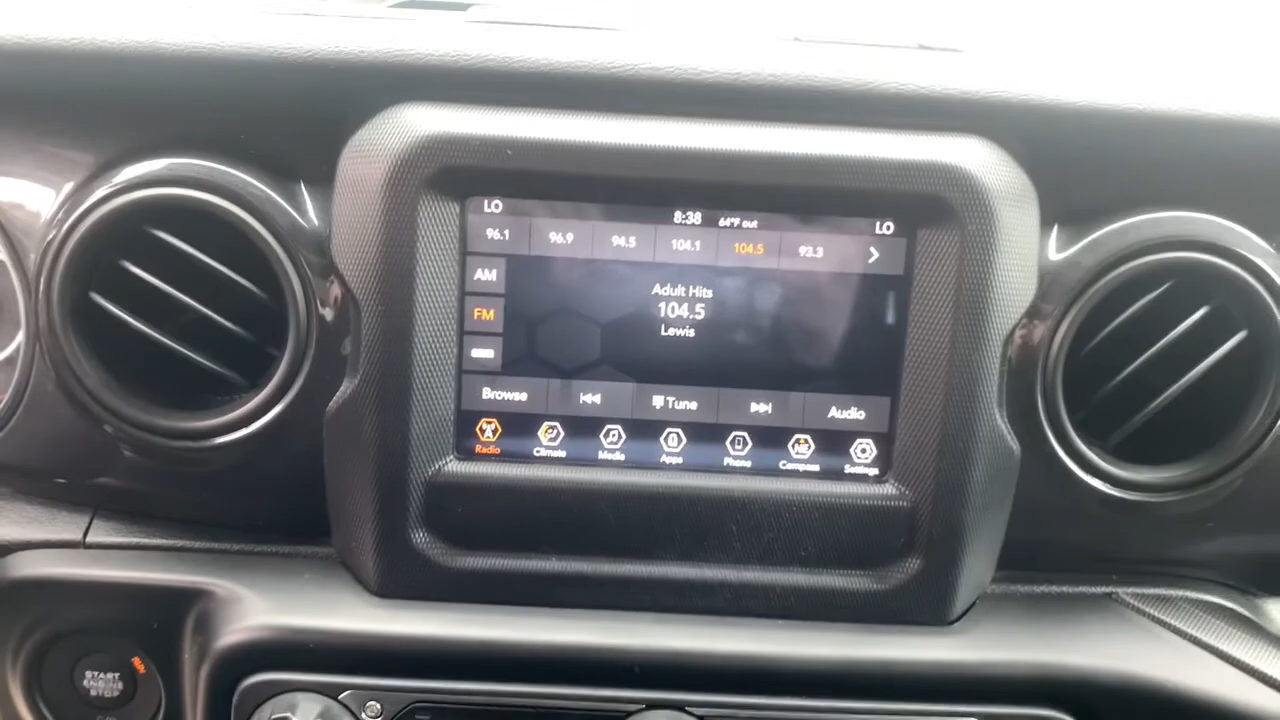 LO 8:38 64°F out LO
96.1 96.9 94.5 104.1 104.5 93.3
AM
Adult Hits
FM
104.5
Lewis
Browse Tune Audio
Radio Climate Media Apps Phone Compass Settings
NE
START
ENGINE
STOP
RUN